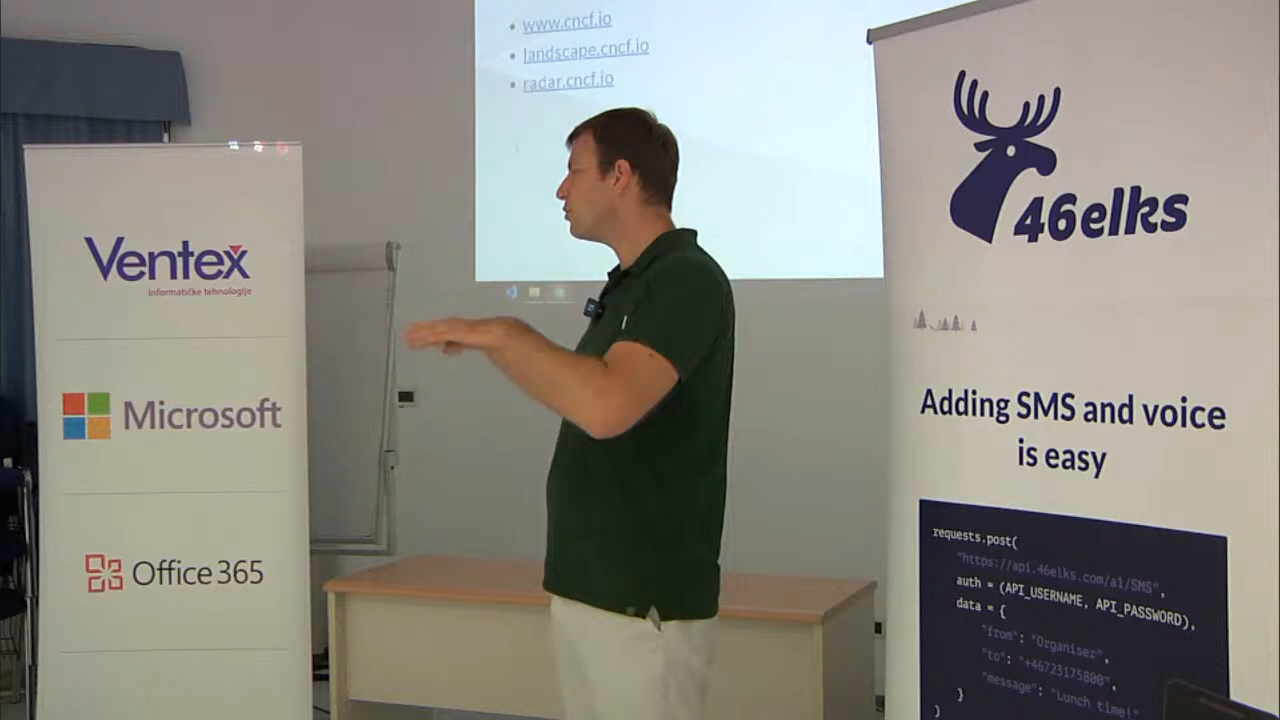 www.cncf.io
landscape.cncf.io
radar.cncf.io
Ventex
informatičke tehnologije
Microsoft
Office 365
46elks
Adding SMS and voice
is easy
requests.post(
"https://api.46elks.com/a1/SMS",
auth = (API_USERNAME, API_PASSWORD),
data = {
"from": "Organiser",
"to": "+46723175800",
"message": "Lunch time!"
}
)